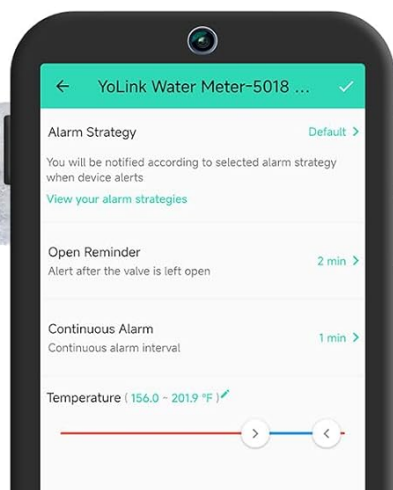 YoLink Water Meter-5018 ...
Alarm Strategy Default
You will be notified according to selected alarm strategy
when device alerts
View your alarm strategies
Open Reminder
Alert after the valve is left open
2 min
Continuous Alarm
Continuous alarm interval
1 min
Temperature ( 156.0 - 201.9 °F )